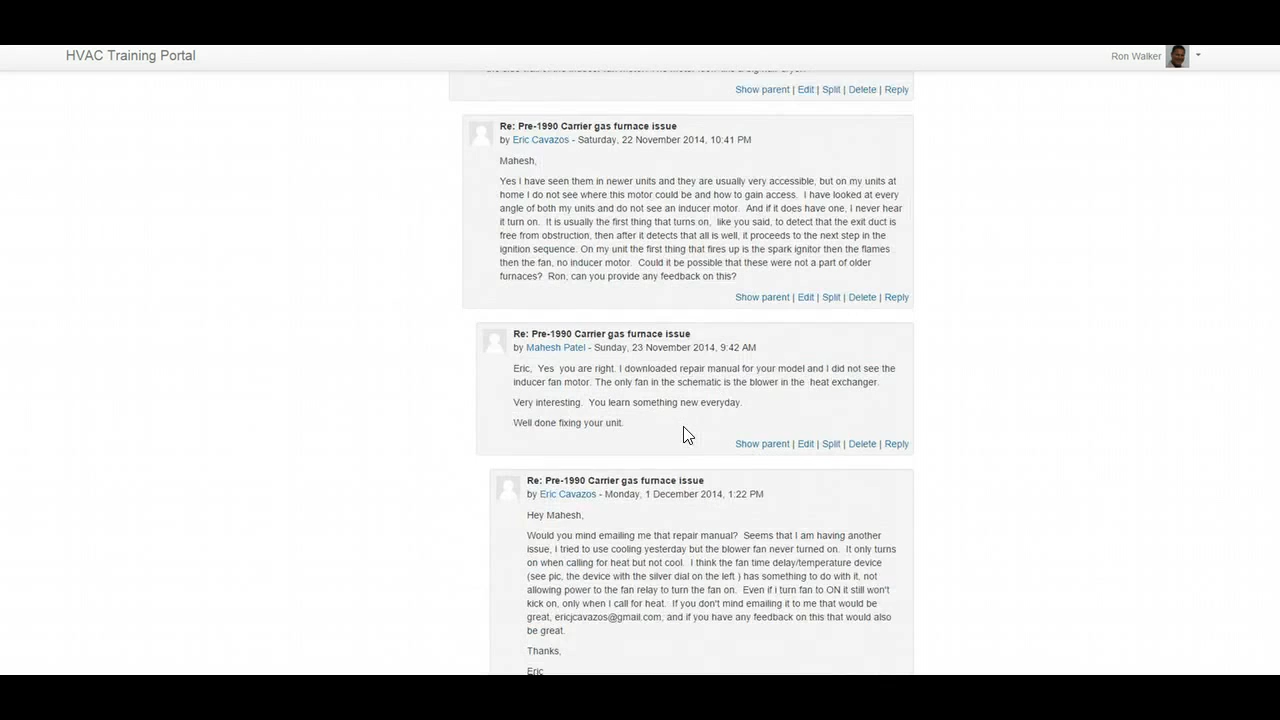 HVAC Training Portal
Ron Walker
Show parent | Edit | Split | Delete | Reply
Re: Pre-1990 Carrier gas furnace issue
by Eric Cavazos - Saturday, 22 November 2014, 10:41 PM
Mahesh,
Yes I have seen them in newer units and they are usually very accessible, but on my units at
home I do not see where this motor could be and how to gain access. I have looked at every
angle of both my units and do not see an inducer motor. And if it does have one, I never hear
it turn on. It is usually the first thing that turns on, like you said, to detect that the exit duct is
free from obstruction, then after it detects that all is well, it proceeds to the next step in the
ignition sequence. On my unit the first thing that fires up is the spark ignitor then the flames
then the fan, no inducer motor. Could it be possible that these were not a part of older
furnaces? Ron, can you provide any feedback on this?
Show parent | Edit | Split | Delete | Reply
Re: Pre-1990 Carrier gas furnace issue
by Mahesh Patel - Sunday, 23 November 2014, 9:42 AM
Eric, Yes you are right. I downloaded repair manual for your model and I did not see the
inducer fan motor. The only fan in the schematic is the blower in the heat exchanger.
Very interesting. You learn something new everyday.
Well done fixing your unit.
Show parent | Edit | Split | Delete | Reply
Re: Pre-1990 Carrier gas furnace issue
by Eric Cavazos - Monday, 1 December 2014, 1:22 PM
Hey Mahesh,
Would you mind emailing me that repair manual? Seems that I am having another
issue, I tried to use cooling yesterday but the blower fan never turned on. It only turns
on when calling for heat but not cool. I think the fan time delay/temperature device
(see pic, the device with the silver dial on the left ) has something to do with it, not
allowing power to the fan relay to turn the fan on. Even if i turn fan to ON it still won't
kick on, only when I call for heat. If you don't mind emailing it to me that would be
great, ericjcavazos@gmail.com, and if you have any feedback on this that would also
be great.
Thanks,
Eric